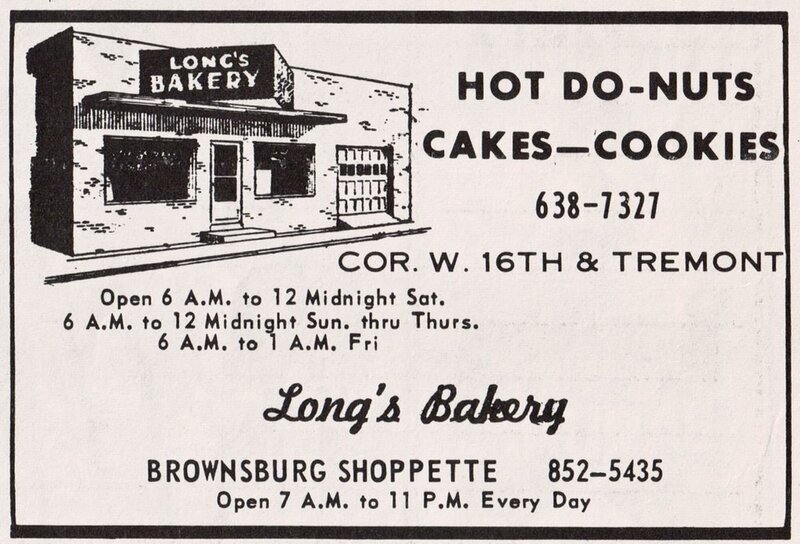 LONG'S
BAKERY
HOT DO-NUTS
CAKES—COOKIES
638-7327
COR. W. 16TH & TREMONT
Open 6 A.M. to 12 Midnight Sat.
6 A.M. to 12 Midnight Sun. thru Thurs.
6 A.M. to 1 A.M. Fri
Long's Bakery
BROWNSBURG SHOPPETTE 852-5435
Open 7 A.M. to 11 P.M. Every Day